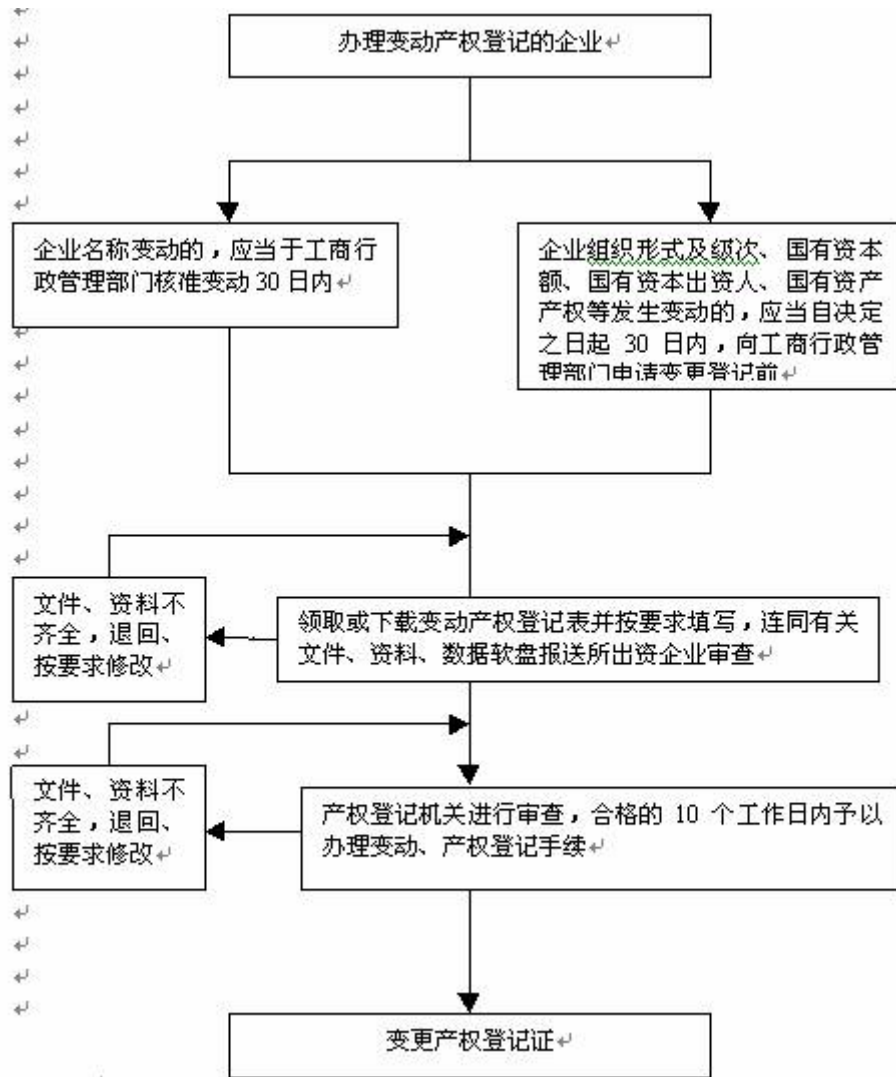 办理变动产权登记的企业
企业名称变动的，应当于工商行
政管理部门核准变动30日内
企业组织形式及级次、国有资本
额、国有资本出资人、国有资产
产权等发生变动的，应当自决定
之日起 30 日内，向工商行政管
理部门申请变更登记前
文件、资料不
齐全，退回、
按要求修改
领取或下载变动产权登记表并按要求填写，连同有关
文件、资料、数据软盘报送所出资企业审查
文件、资料不
齐全，退回、
按要求修改
产权登记机关进行审查，合格的 10 个工作日内予以
办理变动、产权登记手续
变更产权登记证